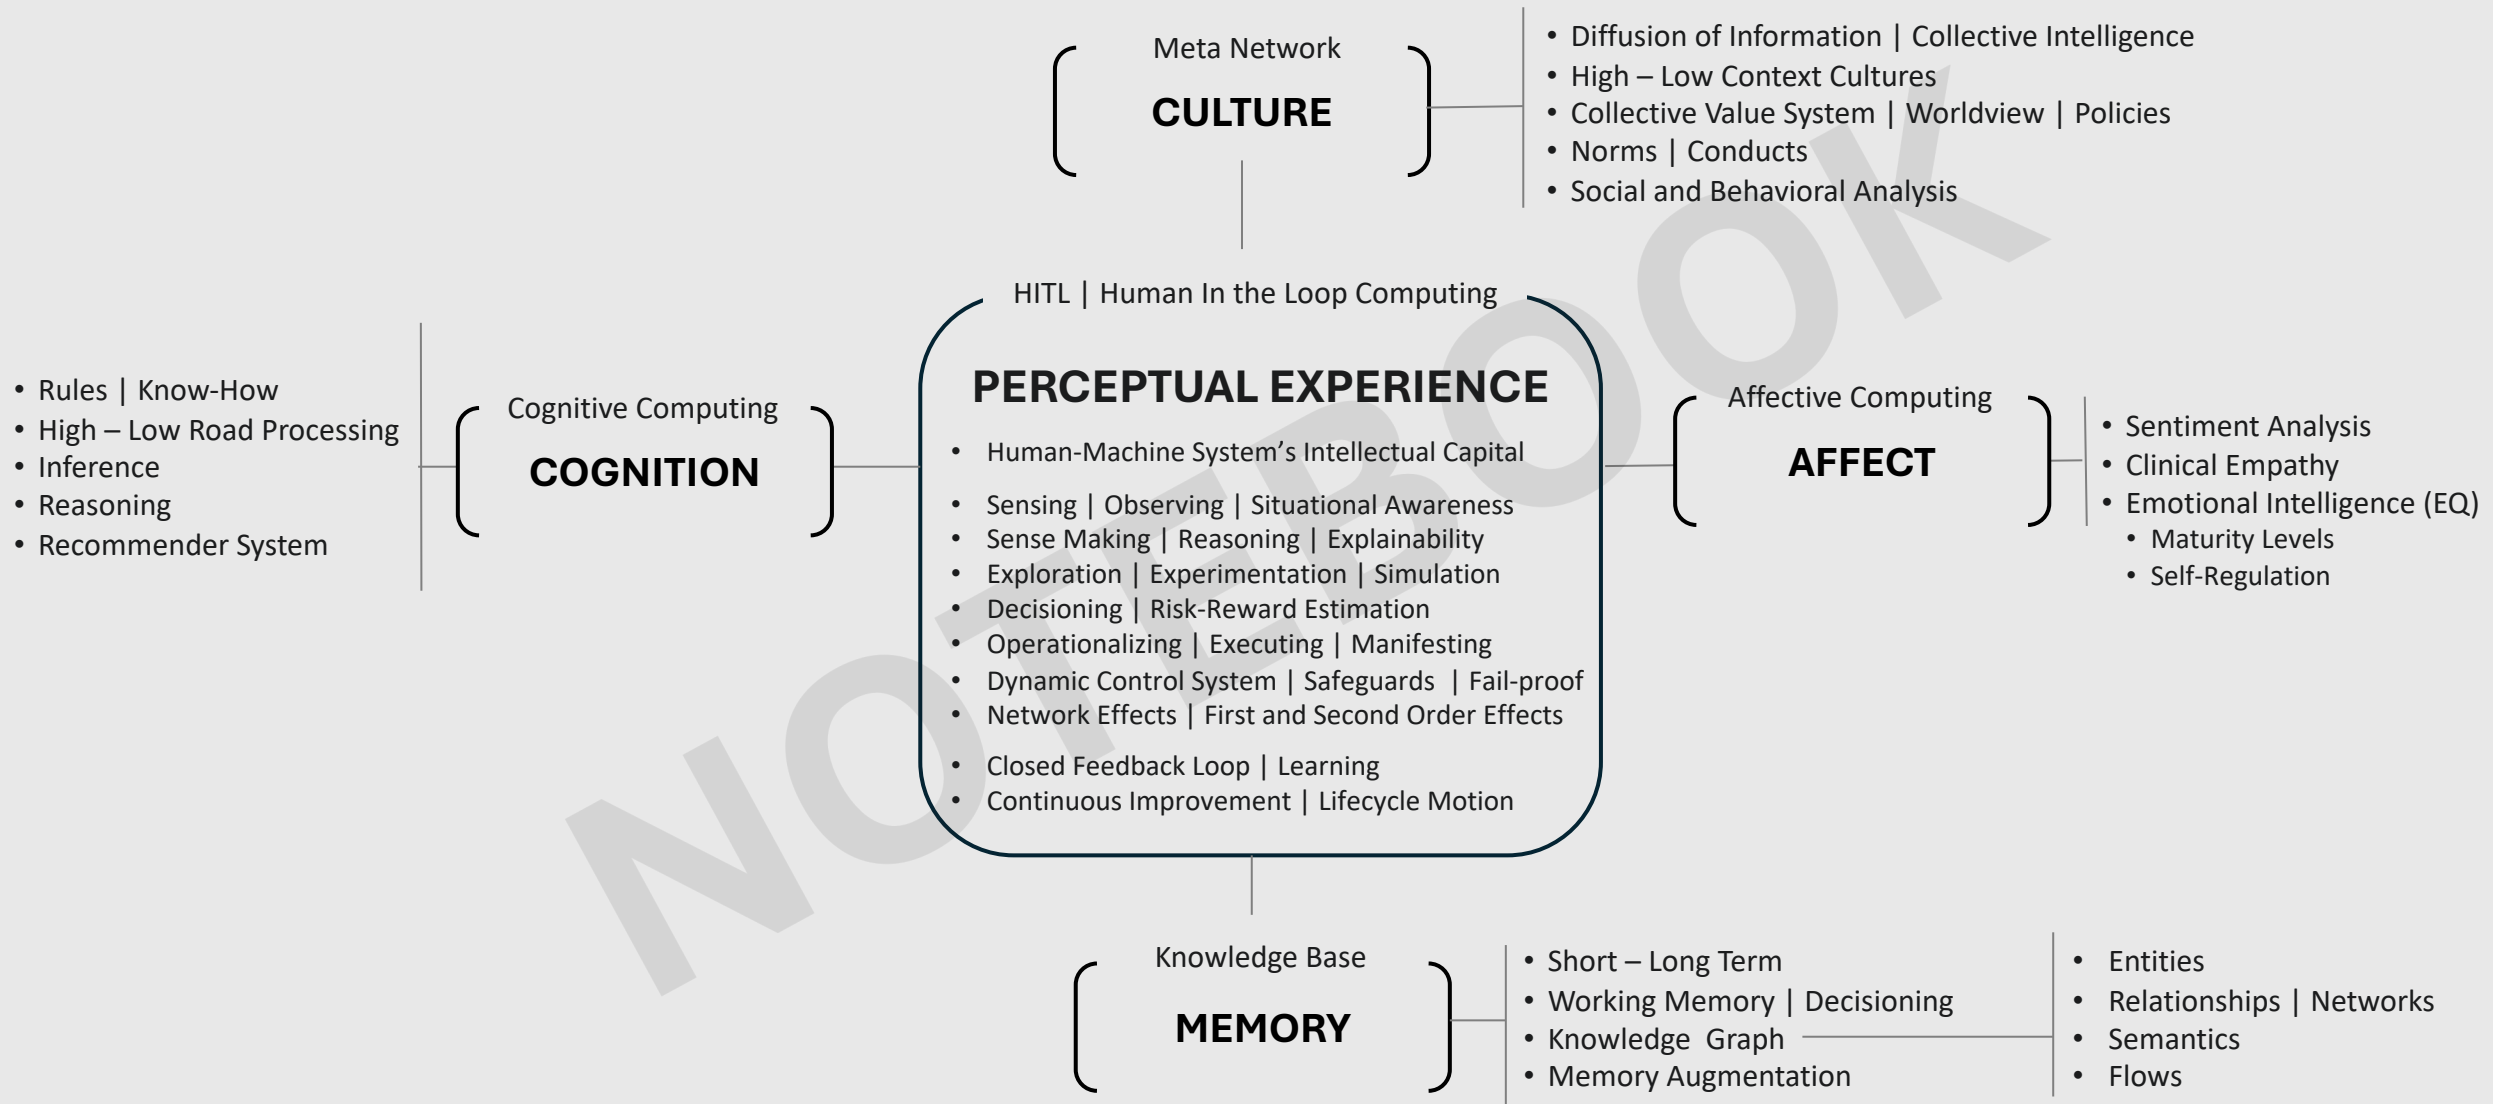 Meta Network
CULTURE
• Diffusion of Information | Collective Intelligence
• High – Low Context Cultures
• Collective Value System | Worldview | Policies
• Norms | Conducts
• Social and Behavioral Analysis
• Rules | Know-How
• High – Low Road Processing
• Inference
• Reasoning
• Recommender System
Cognitive Computing
COGNITION
HITL | Human In the Loop Computing
PERCEPTUAL EXPERIENCE
• Human-Machine System’s Intellectual Capital
• Sensing | Observing | Situational Awareness
• Sense Making | Reasoning | Explainability
• Exploration | Experimentation | Simulation
• Decisioning | Risk-Reward Estimation
• Operationalizing | Executing | Manifesting
• Dynamic Control System | Safeguards | Fail-proof
• Network Effects | First and Second Order Effects
• Closed Feedback Loop | Learning
• Continuous Improvement | Lifecycle Motion
Affective Computing
AFFECT
• Sentiment Analysis
• Clinical Empathy
• Emotional Intelligence (EQ)
• Maturity Levels
• Self-Regulation
Knowledge Base
MEMORY
• Short – Long Term
• Working Memory | Decisioning
• Knowledge Graph
• Memory Augmentation
• Entities
• Relationships | Networks
• Semantics
• Flows
NOTEBOOK